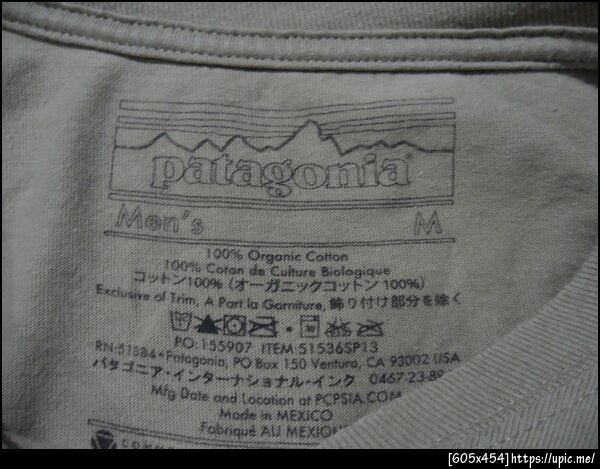 patagonia®
Men's M
100% Organic Cotton
100% Coton de Culture Biologique
コットン100% (オーガニックコットン 100%)
Exclusive of Trim, A Part la Garniture, 飾り付け部分を除く
PO:155907 ITEM:51536SP13
RN-51884 • Patagonia, PO Box 150 Ventura, CA 93002 USA
パタゴニア・インターナショナル・インク 0467-23-89
Mfg Date and Location at PCPSIA.COM
Made in MEXICO
Fabriqué AU MEXIQUE
[605x454]https://upic.me/